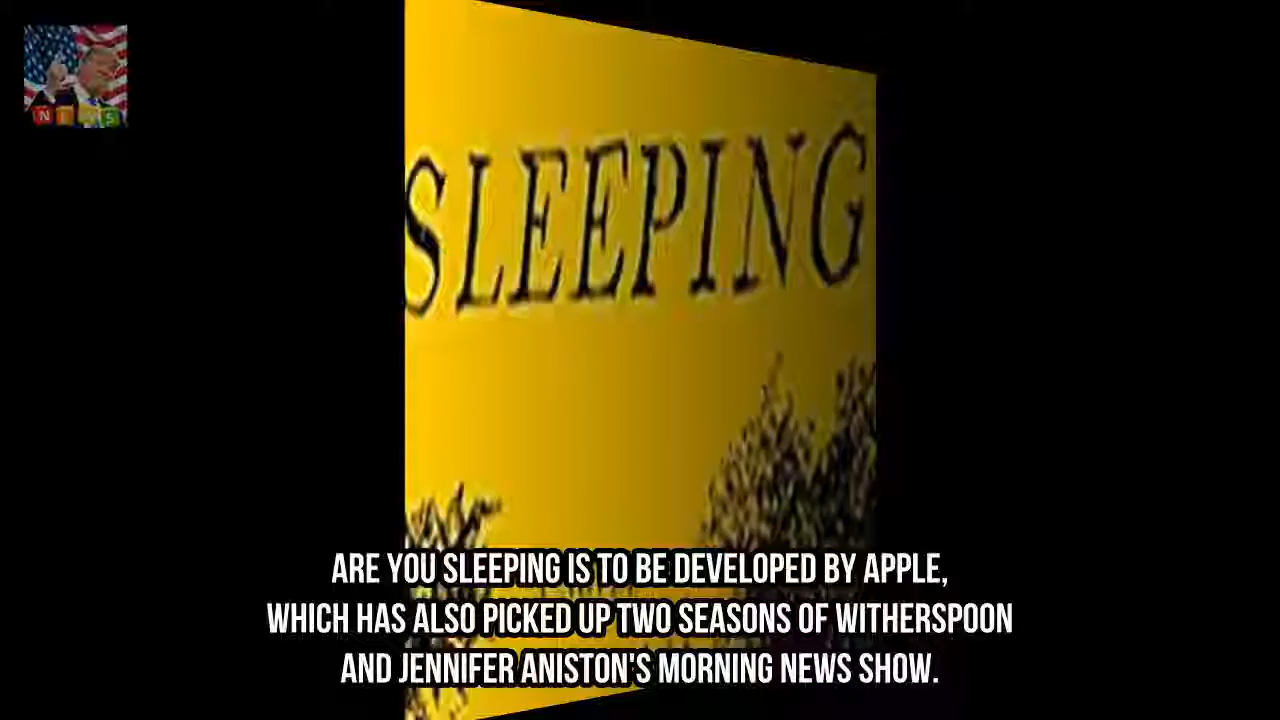 NEWS
SLEEPING
ARE YOU SLEEPING IS TO BE DEVELOPED BY APPLE,
WHICH HAS ALSO PICKED UP TWO SEASONS OF WITHERSPOON
AND JENNIFER ANISTON'S MORNING NEWS SHOW.